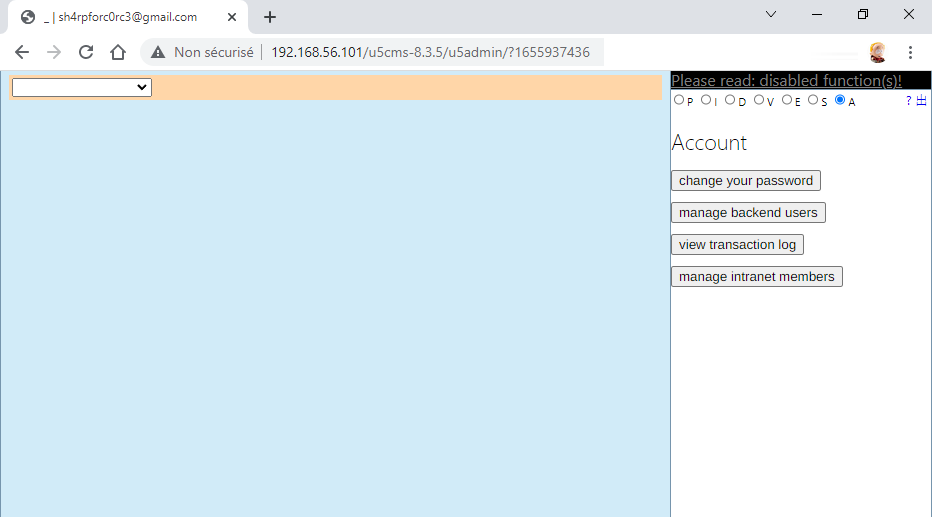 _ | sh4rpforc0rc3@gmail.com
Non sécurisé
192.168.56.101/u5cms-8.3.5/u5admin/?1655937436
Please read: disabled function(s)!
P I D V E S A ? 出
Account
change your password
manage backend users
view transaction log
manage intranet members